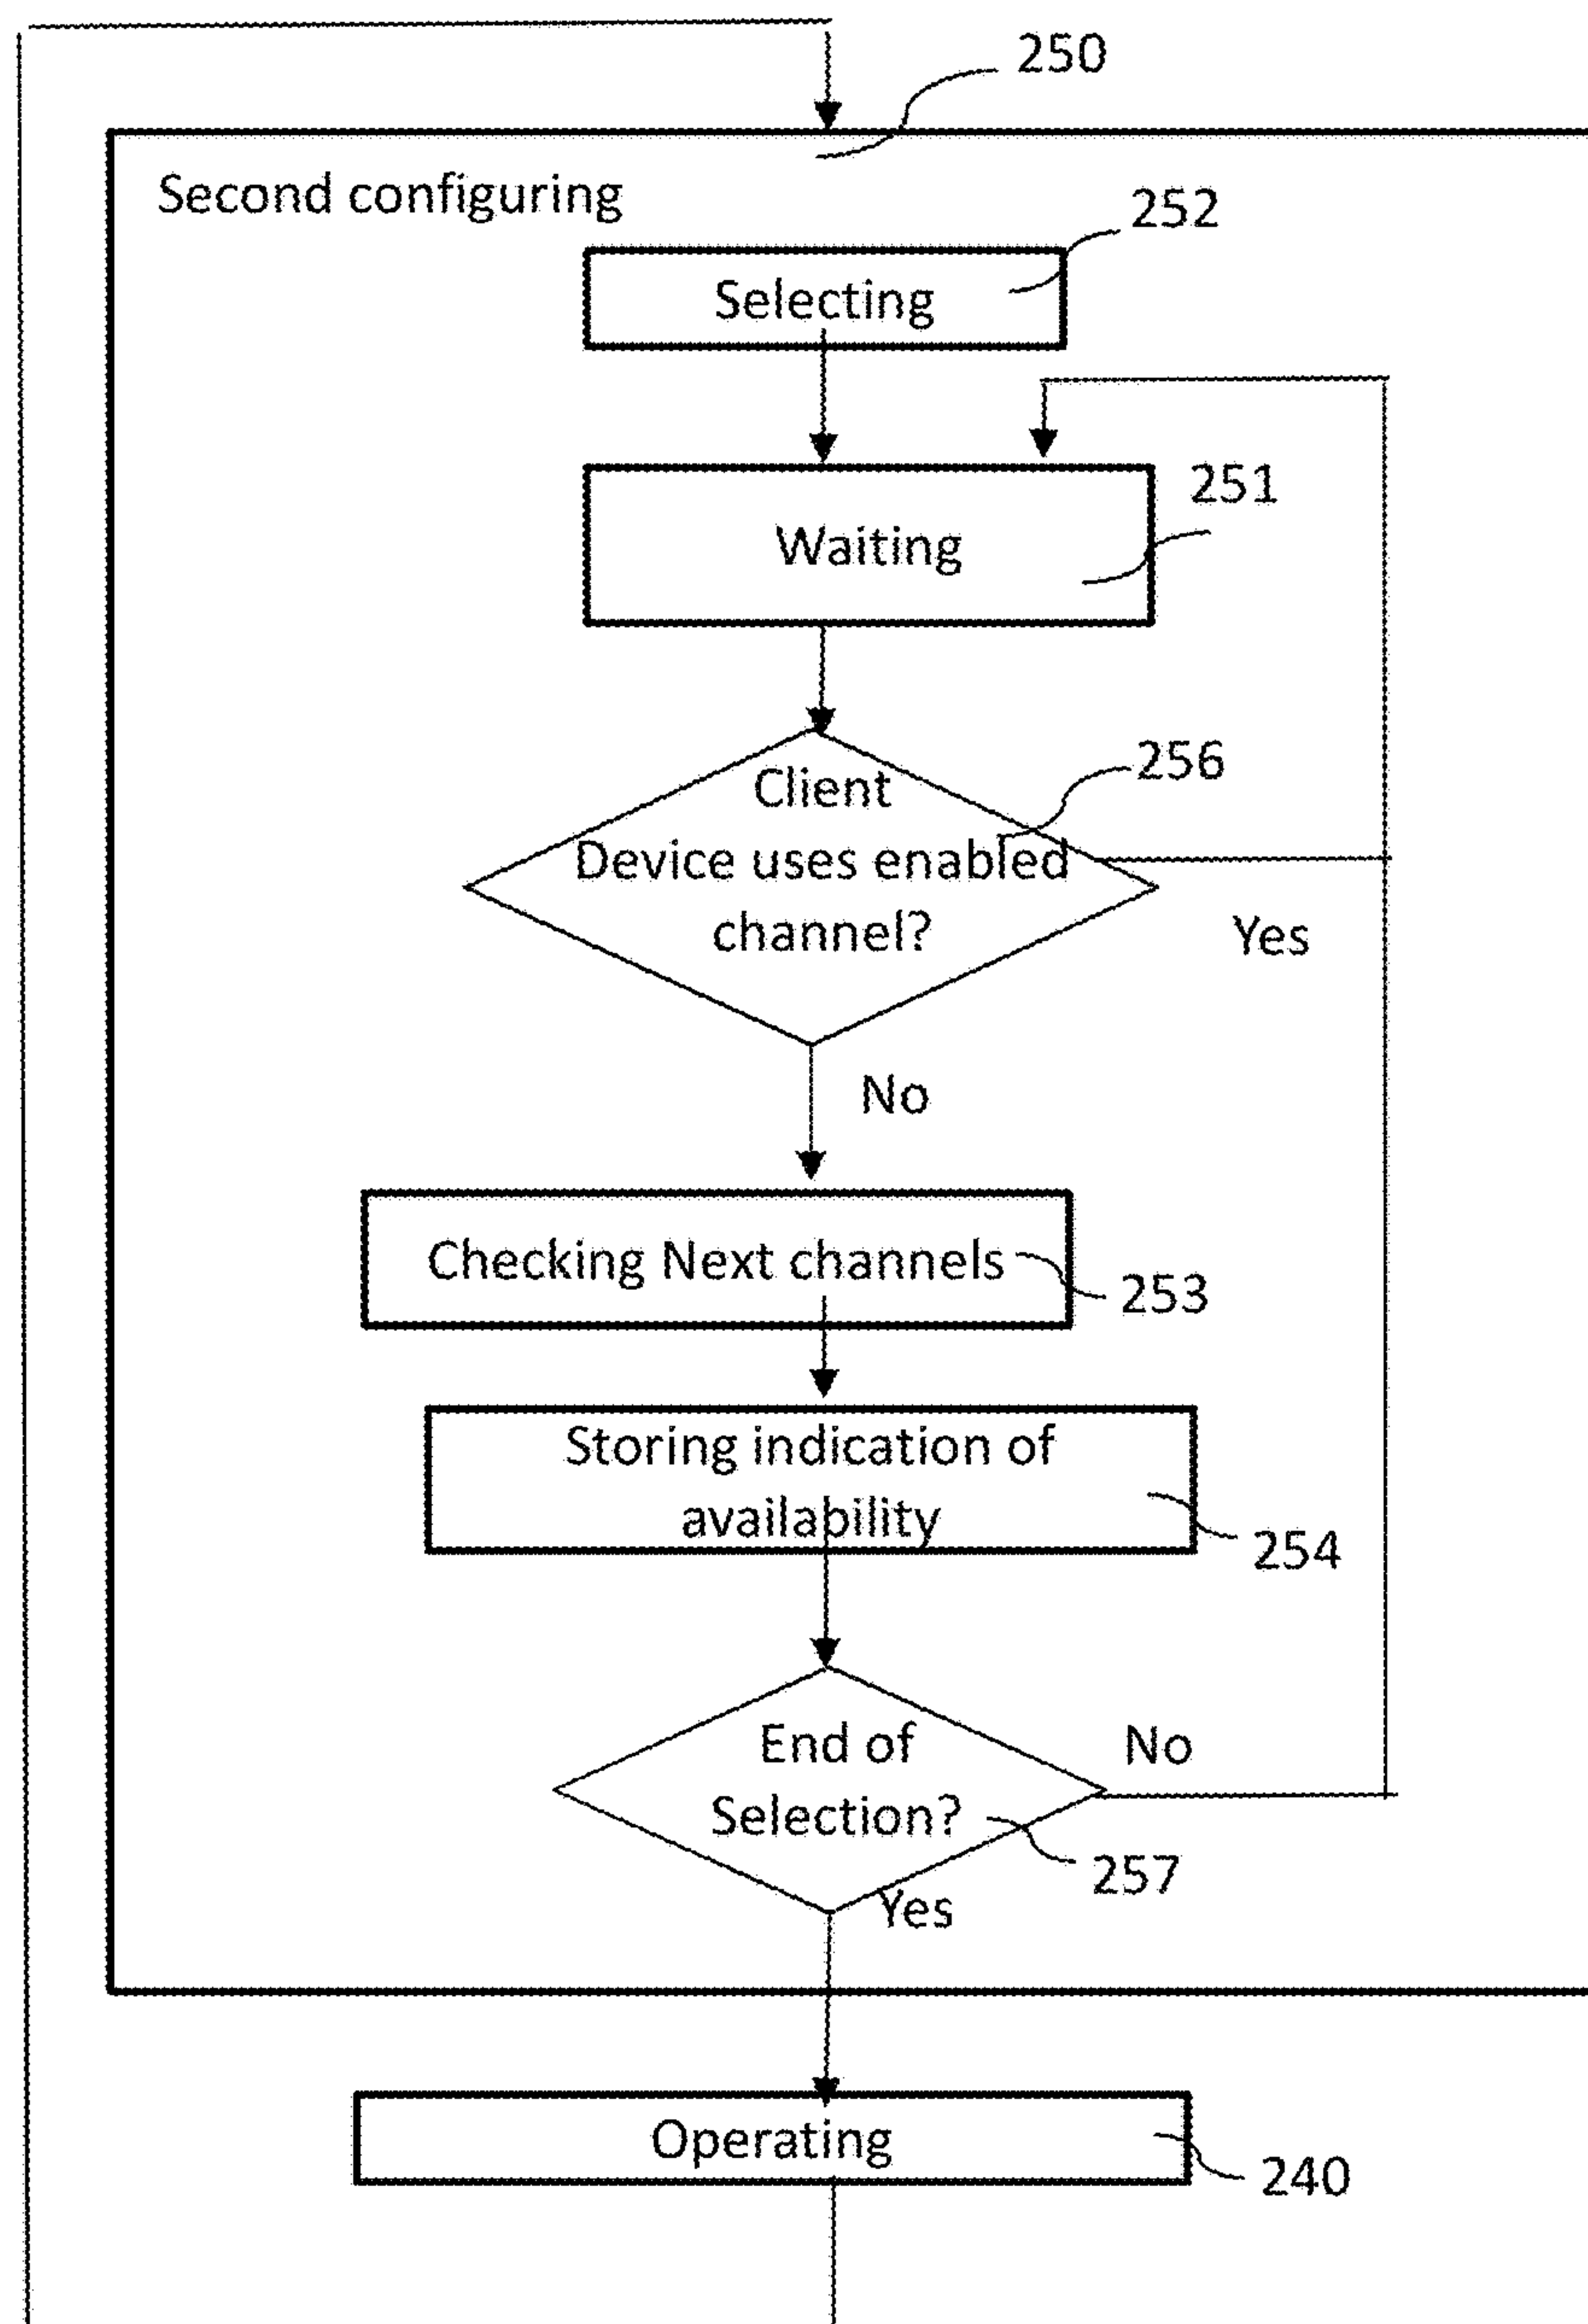 250
Second configuring
252
Selecting
251
Waiting
256
Client
Device uses enabled
channel?
Yes
No
Checking Next channels
253
Storing indication of
availability
254
End of
Selection?
No
257
Yes
Operating
240